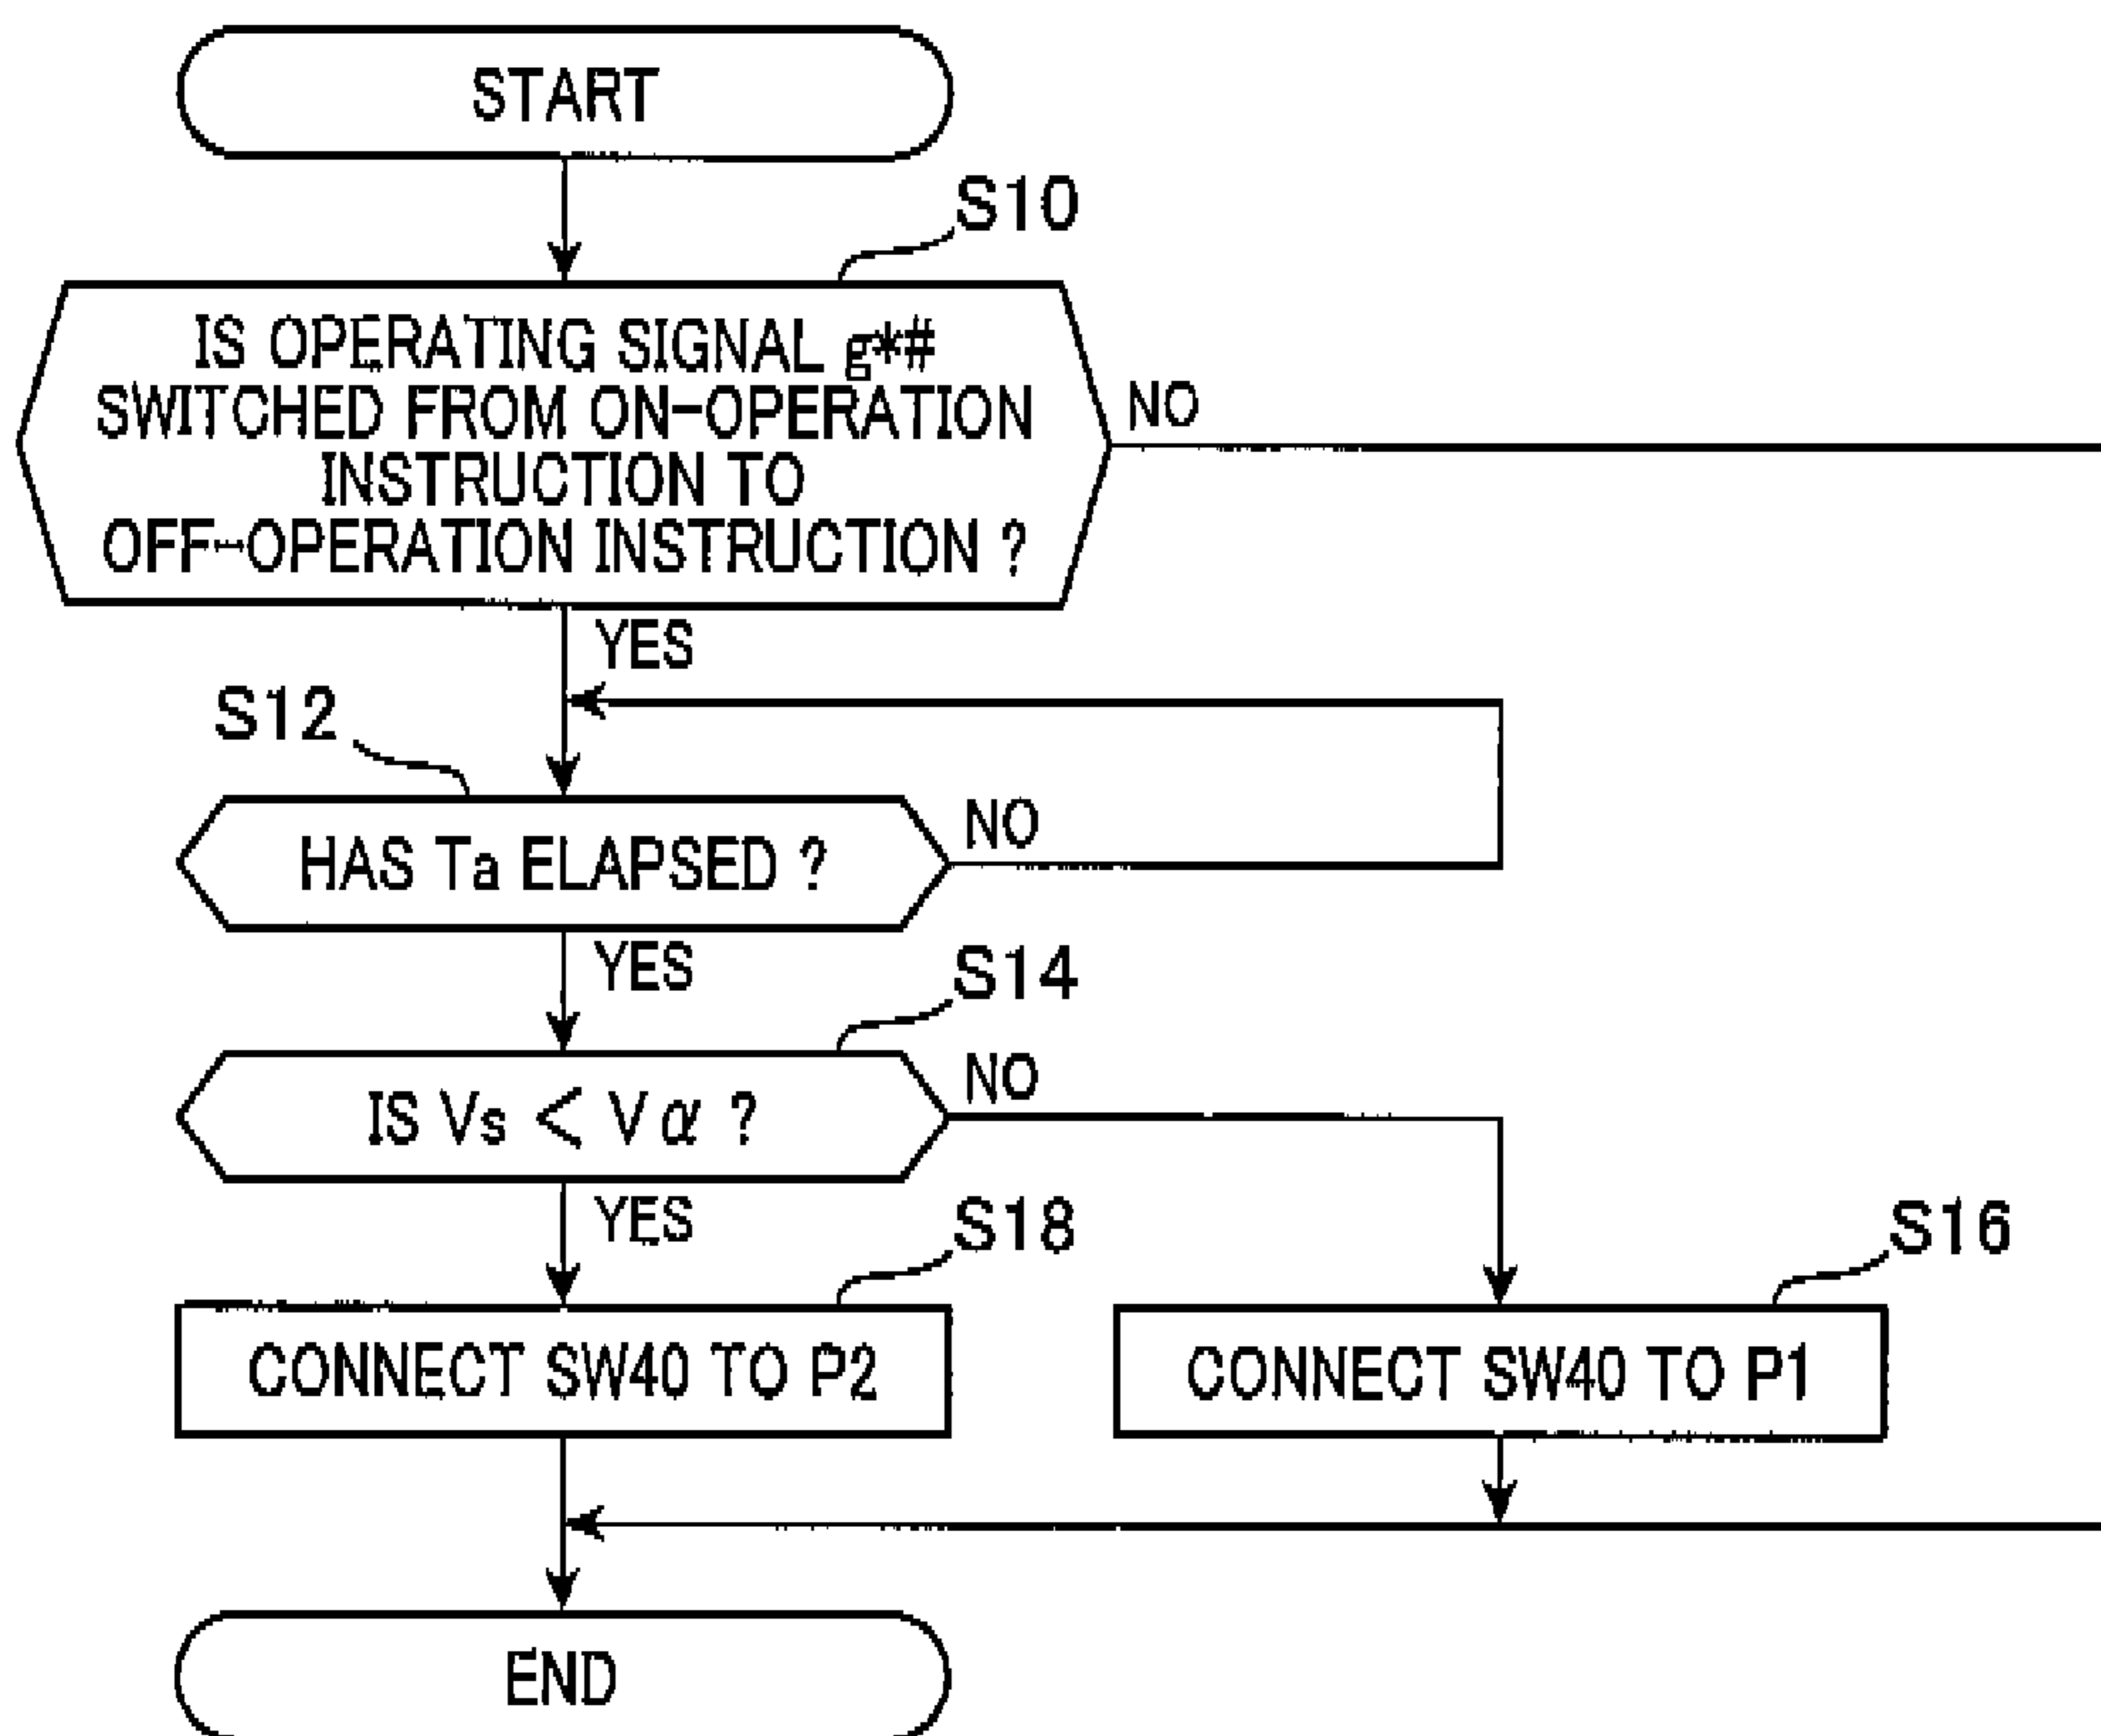 START
S10
IS OPERATING SIGNAL g*#
SWITCHED FROM ON-OPERATION
INSTRUCTION TO
OFF-OPERATION INSTRUCTION ?
NO
YES
S12
HAS Ta ELAPSED ?
NO
YES
S14
IS Vs < Vα ?
NO
YES
S18
CONNECT SW40 TO P2
S16
CONNECT SW40 TO P1
END